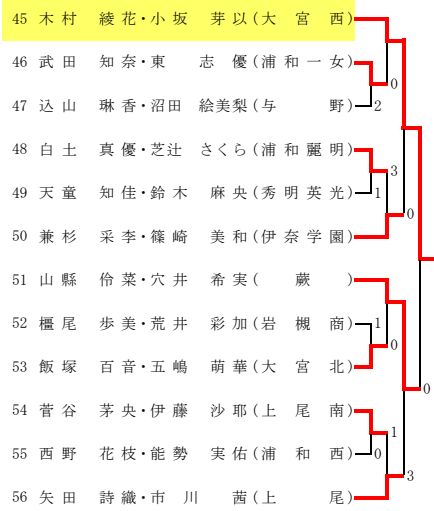 45 木村 綾花・小坂 芽以(大宮西)
46 武田 知奈・東 志優(浦和一女)
0
47 込山 琳香・沼田 絵美梨(与野)
2
48 白土 真優・芝辻 さくら(浦和麗明)
3
49 天童 知佳・鈴木 麻央(秀明英光)
1
0
50 兼杉 采李・篠崎 美和(伊奈学園)
51 山縣 伶菜・穴井 希実(蕨)
52 橿尾 歩美・荒井 彩加(岩槻商)
1
0
53 飯塚 百音・五嶋 萌華(大宮北)
0
54 菅谷 茅央・伊藤 沙耶(上尾南)
1
55 西野 花枝・能勢 実佑(浦和西)
0
3
56 矢田 詩織・市川 茜(上尾)